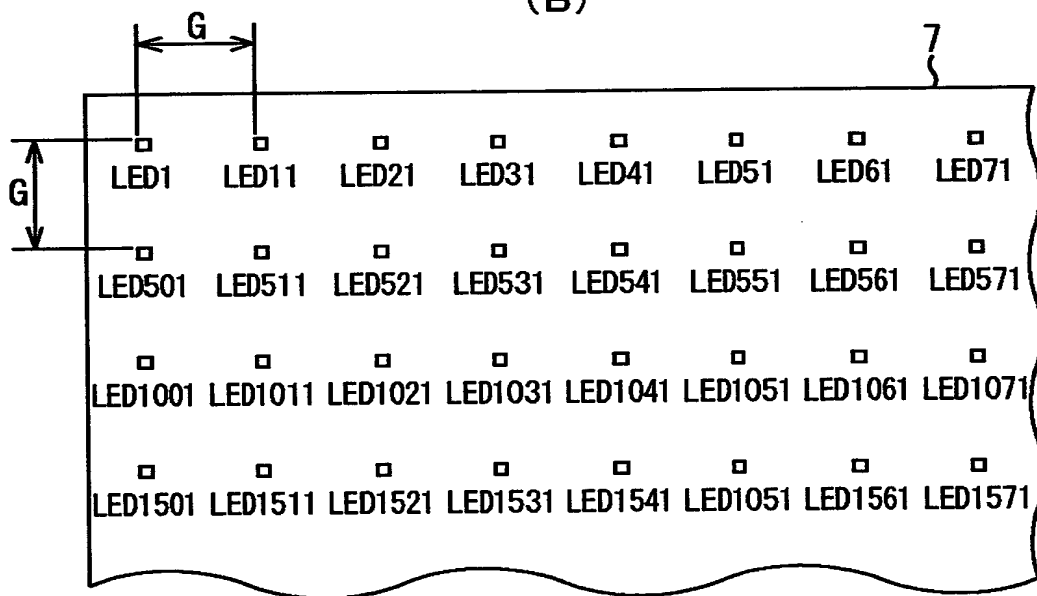 (B)
G
7
LED1 LED11 LED21 LED31 LED41 LED51 LED61 LED71
G
LED501 LED511 LED521 LED531 LED541 LED551 LED561 LED571
LED1001 LED1011 LED1021 LED1031 LED1041 LED1051 LED1061 LED1071
LED1501 LED1511 LED1521 LED1531 LED1541 LED1051 LED1561 LED1571